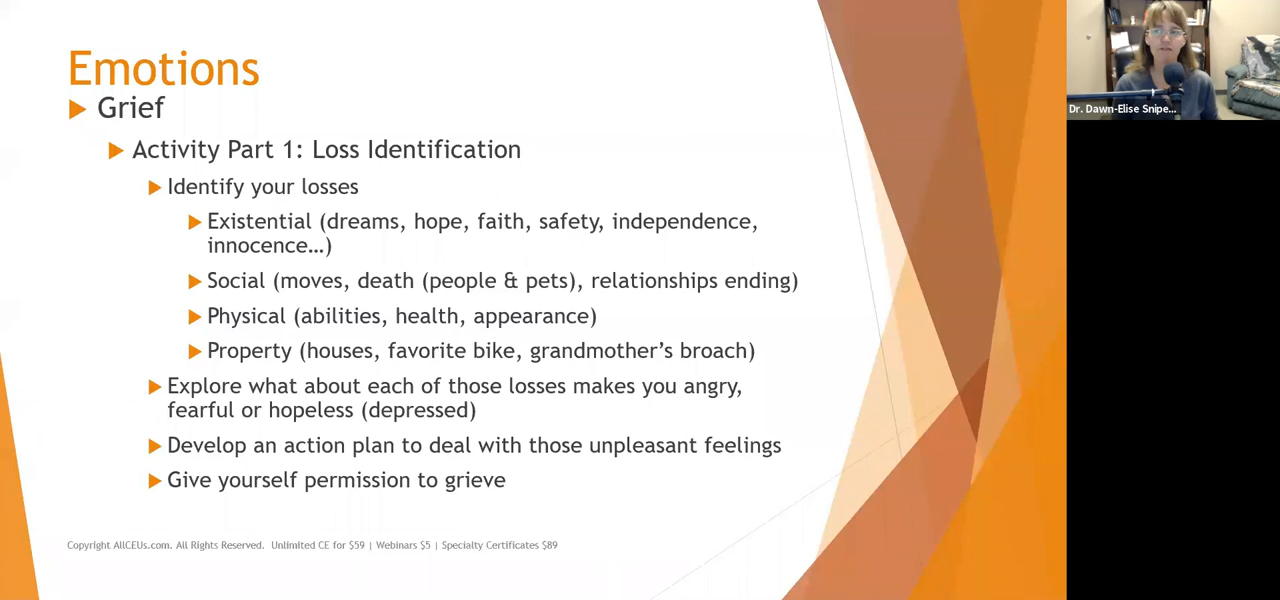 Emotions
Grief
Activity Part 1: Loss Identification
Identify your losses
Existential (dreams, hope, faith, safety, independence,
innocence…)
Social (moves, death (people & pets), relationships ending)
Physical (abilities, health, appearance)
Property (houses, favorite bike, grandmother's broach)
Explore what about each of those losses makes you angry,
fearful or hopeless (depressed)
Develop an action plan to deal with those unpleasant feelings
Give yourself permission to grieve
Copyright AllCEUs.com. All Rights Reserved. Unlimited CE for $59 | Webinars $5 | Specialty Certificates $89
Dr. Dawn-Elise Snipe...